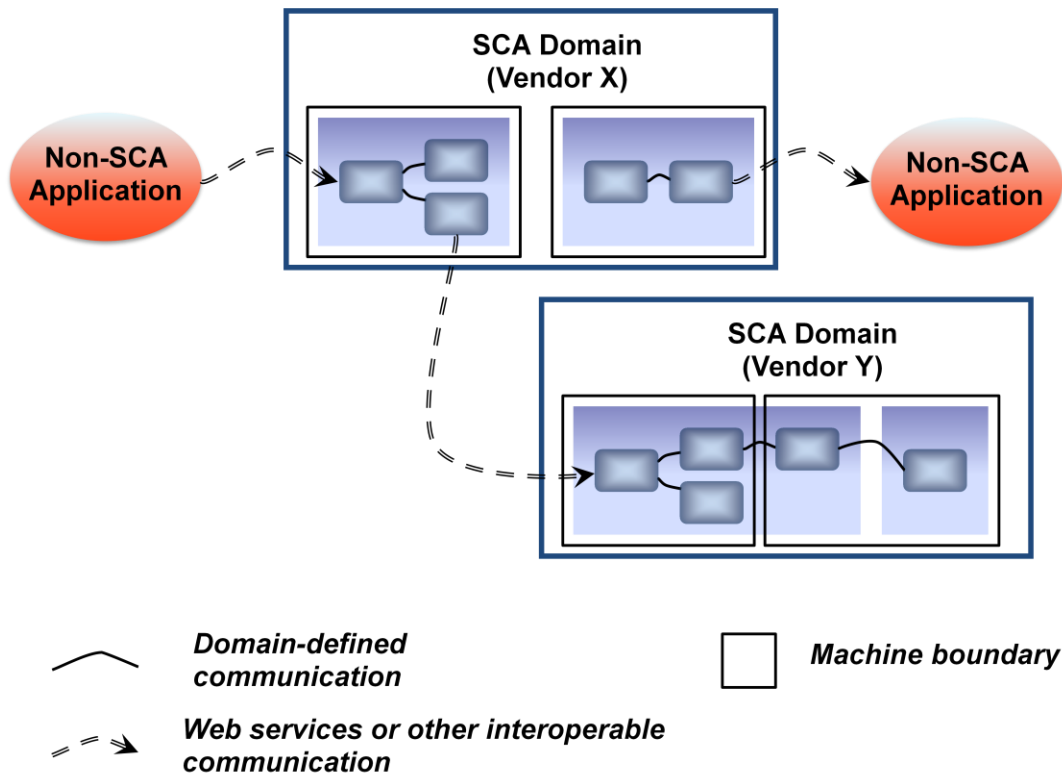 SCA Domain
(Vendor X)
Non-SCA
Application
Non-SCA
Application
SCA Domain
(Vendor Y)
Domain-defined
communication
Machine boundary
Web services or other interoperable
communication